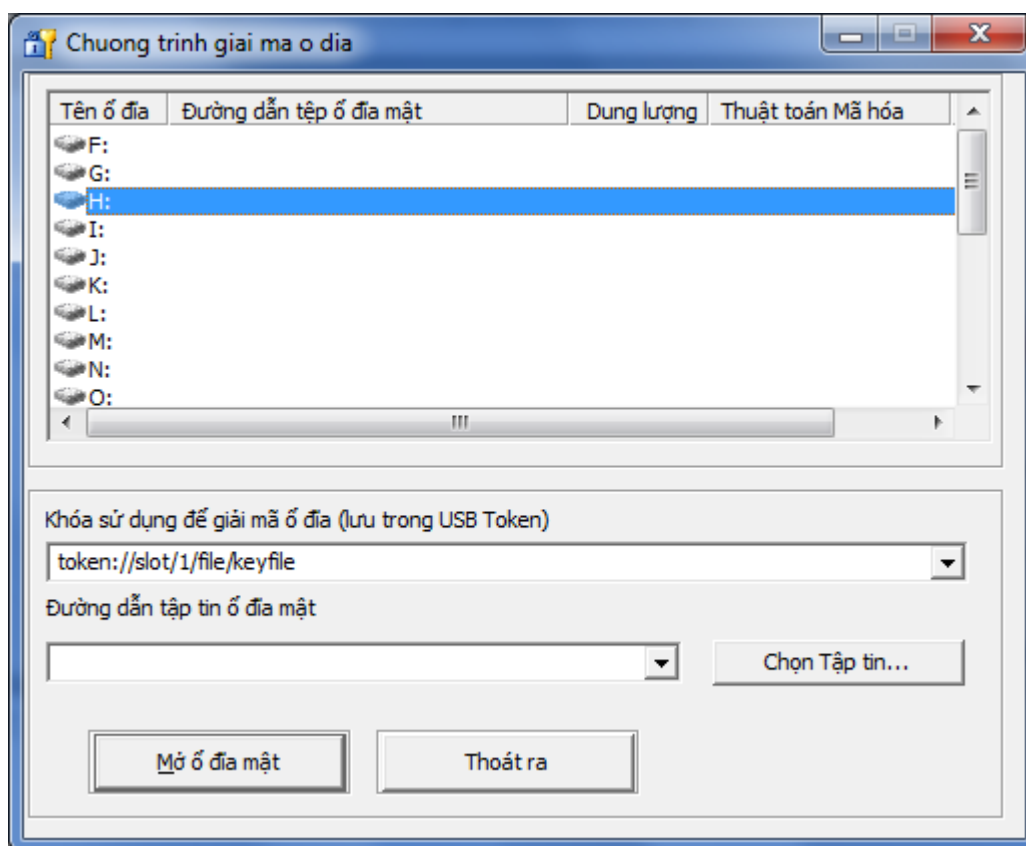 Chuong trinh giai ma o dia
Tên ổ đĩa Đường dẫn tệp ổ đĩa mật Dung lượng Thuật toán Mã hóa
F:
G:
H:
I:
J:
K:
L:
M:
N:
O:
Khóa sử dụng để giải mã ổ đĩa (lưu trong USB Token)
token://slot/1/file/keyfile
Đường dẫn tập tin ổ đĩa mật
Chọn Tập tin...
Mở ổ đĩa mật Thoát ra